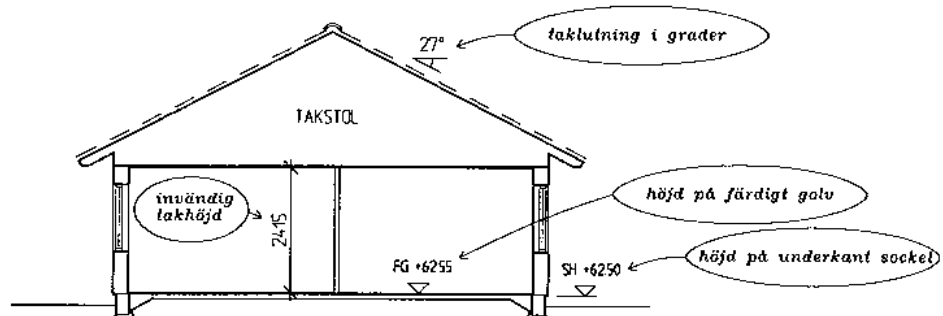 taklutning i grader
27°
TAKSTOL
invändig
takhöjd
2415
höjd på färdigt golv
FG +6255
SH +6250
höjd på underkant sockel